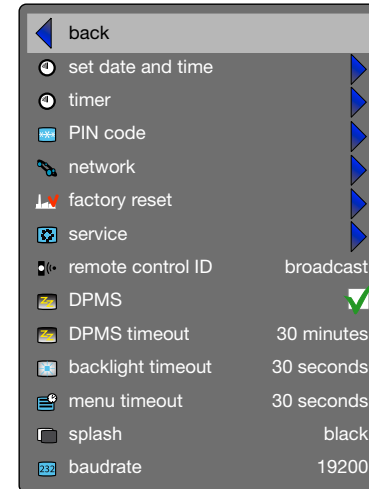 back
set date and time
timer
PIN code
network
factory reset
service
remote control ID broadcast
DPMS
DPMS timeout 30 minutes
backlight timeout 30 seconds
menu timeout 30 seconds
splash black
232 baudrate 19200